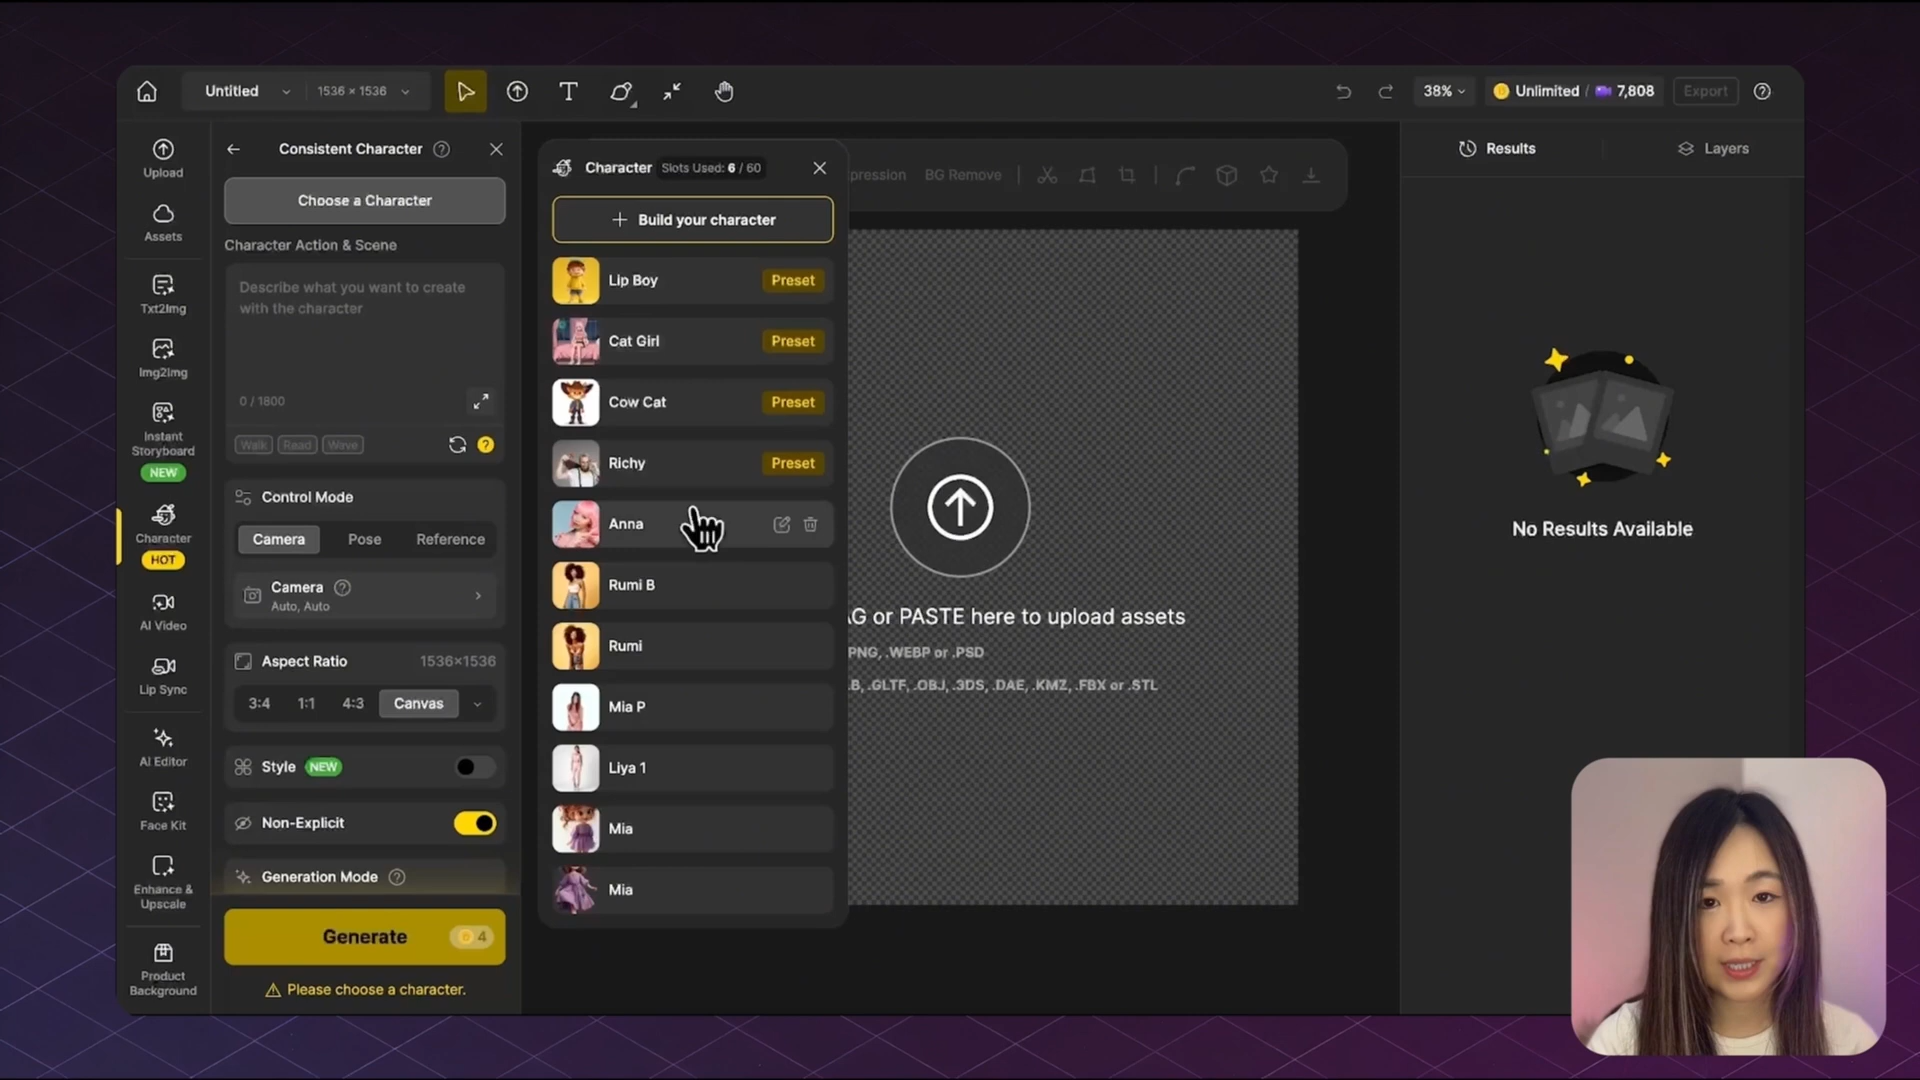 Untitled
1536 × 1536
38%
Unlimited / 7,808
Export
Upload
Assets
Txt2Img
Img2Img
Instant
Storyboard
NEW
Character
HOT
AI Video
Lip Sync
AI Editor
Face Kit
Enhance &
Upscale
Product
Background
Consistent Character
Choose a Character
Character Action & Scene
Describe what you want to create
with the character
0 / 1800
Walk Read Wave
Control Mode
Camera Pose Reference
Camera
Auto, Auto
Aspect Ratio 1536×1536
3:4 1:1 4:3 Canvas
Style NEW
Non-Explicit
Generation Mode
Generate 4
Please choose a character.
Character Slots Used: 6 / 60
+ Build your character
Lip Boy Preset
Cat Girl Preset
Cow Cat Preset
Richy Preset
Anna
Rumi B
Rumi
Mia P
Liya 1
Mia
Mia
pression BG Remove
AG or PASTE here to upload assets
PNG, .WEBP or .PSD
B, .GLTF, .OBJ, .3DS, .DAE, .KMZ, .FBX or .STL
Results
Layers
No Results Available